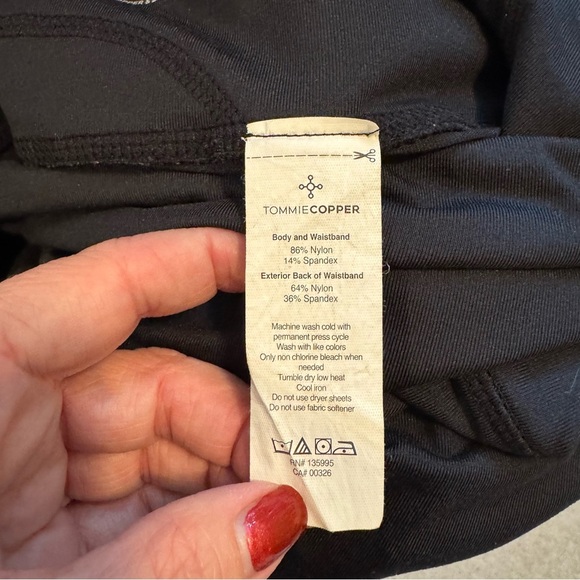 TOMMIECOPPER
Body and Waistband
86% Nylon
14% Spandex
Exterior Back of Waistband
64% Nylon
36% Spandex
Machine wash cold with
permanent press cycle
Wash with like colors
Only non chlorine bleach when
needed
Tumble dry low heat
Cool iron
Do not use dryer sheets
Do not use fabric softener
RN# 135995
CA# 00326